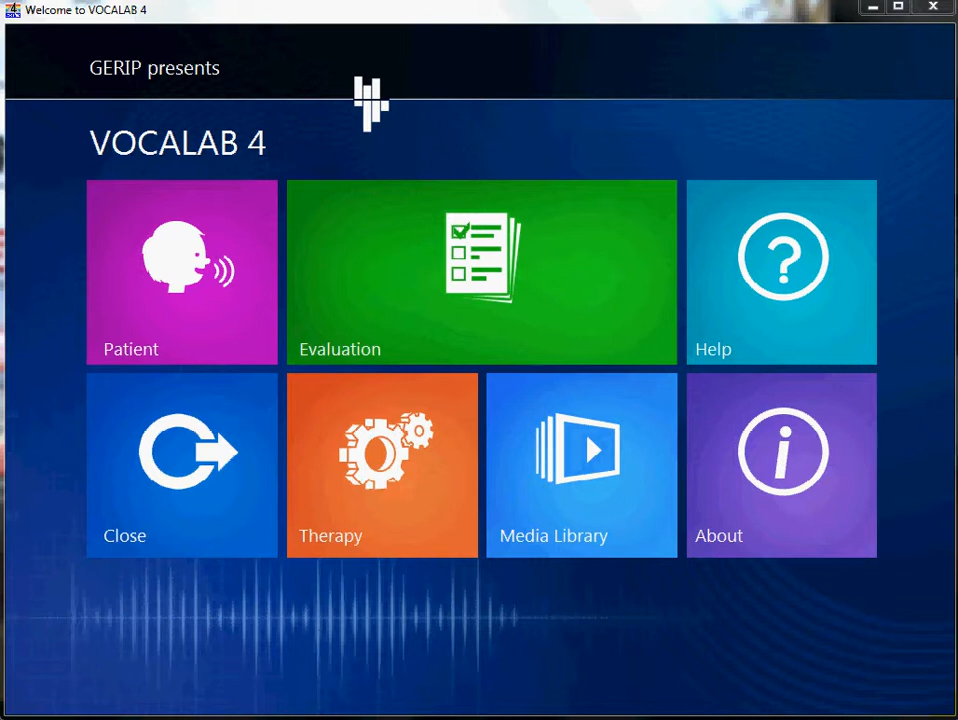 Welcome to VOCALAB 4
GERIP presents
VOCALAB 4
Patient
Evaluation
Help
Close
Therapy
Media Library
About